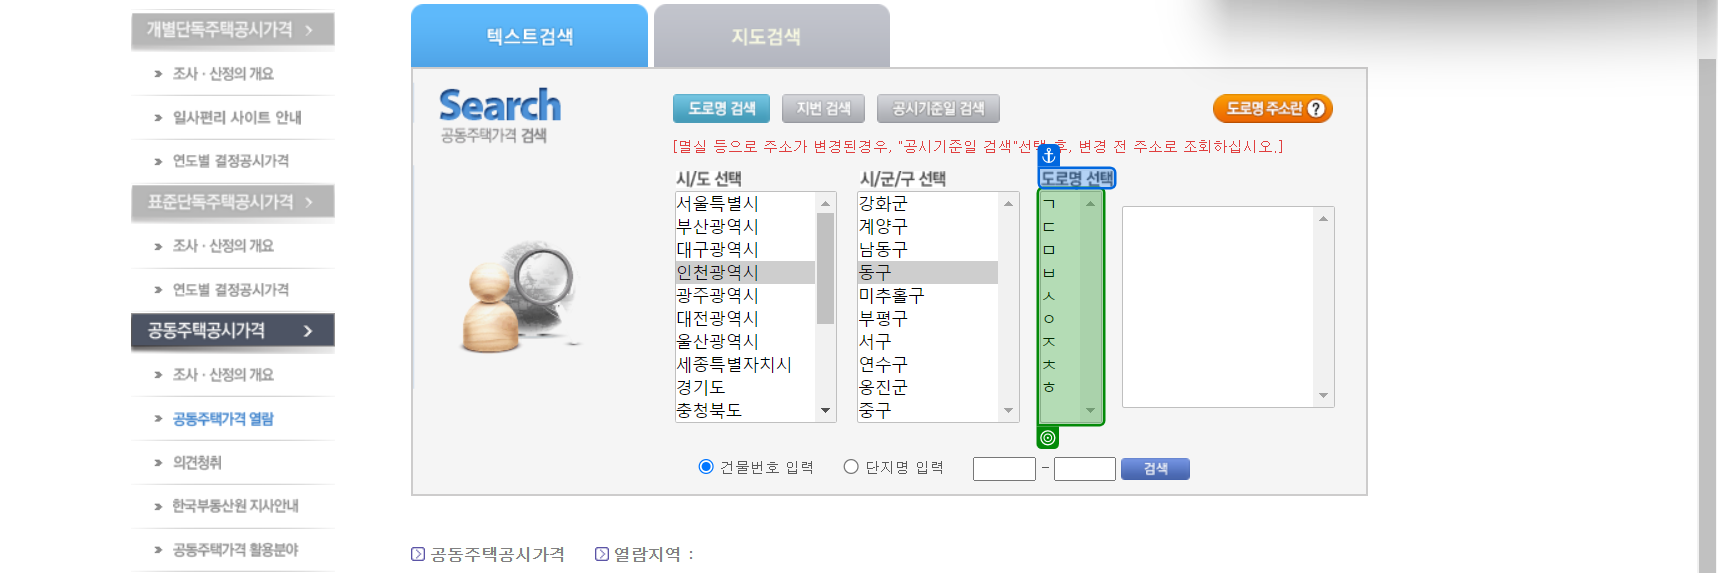 개별단독주택공시가격
조사 · 산정의 개요
일사편리 사이트 안내
연도별 결정공시가격
표준단독주택공시가격
조사 · 산정의 개요
연도별 결정공시가격
공동주택공시가격
조사 · 산정의 개요
공동주택가격 열람
의견청취
한국부동산원 지사안내
공동주택가격 활용분야
텍스트검색
지도검색
Search
공동주택가격 검색
도로명 검색
지번 검색
공시기준일 검색
도로명 주소란 ?
[멸실 등으로 주소가 변경된경우, "공시기준일 검색"선택 후, 변경 전 주소로 조회하십시오.]
시/도 선택
서울특별시
부산광역시
대구광역시
인천광역시
광주광역시
대전광역시
울산광역시
세종특별자치시
경기도
충청북도
시/군/구 선택
강화군
계양구
남동구
동구
미추홀구
부평구
서구
연수구
옹진군
중구
도로명 선택
ㄱ
ㄷ
ㅁ
ㅂ
ㅅ
ㅇ
ㅈ
ㅊ
ㅎ
건물번호 입력
단지명 입력
-
검색
공동주택공시가격
열람지역 :